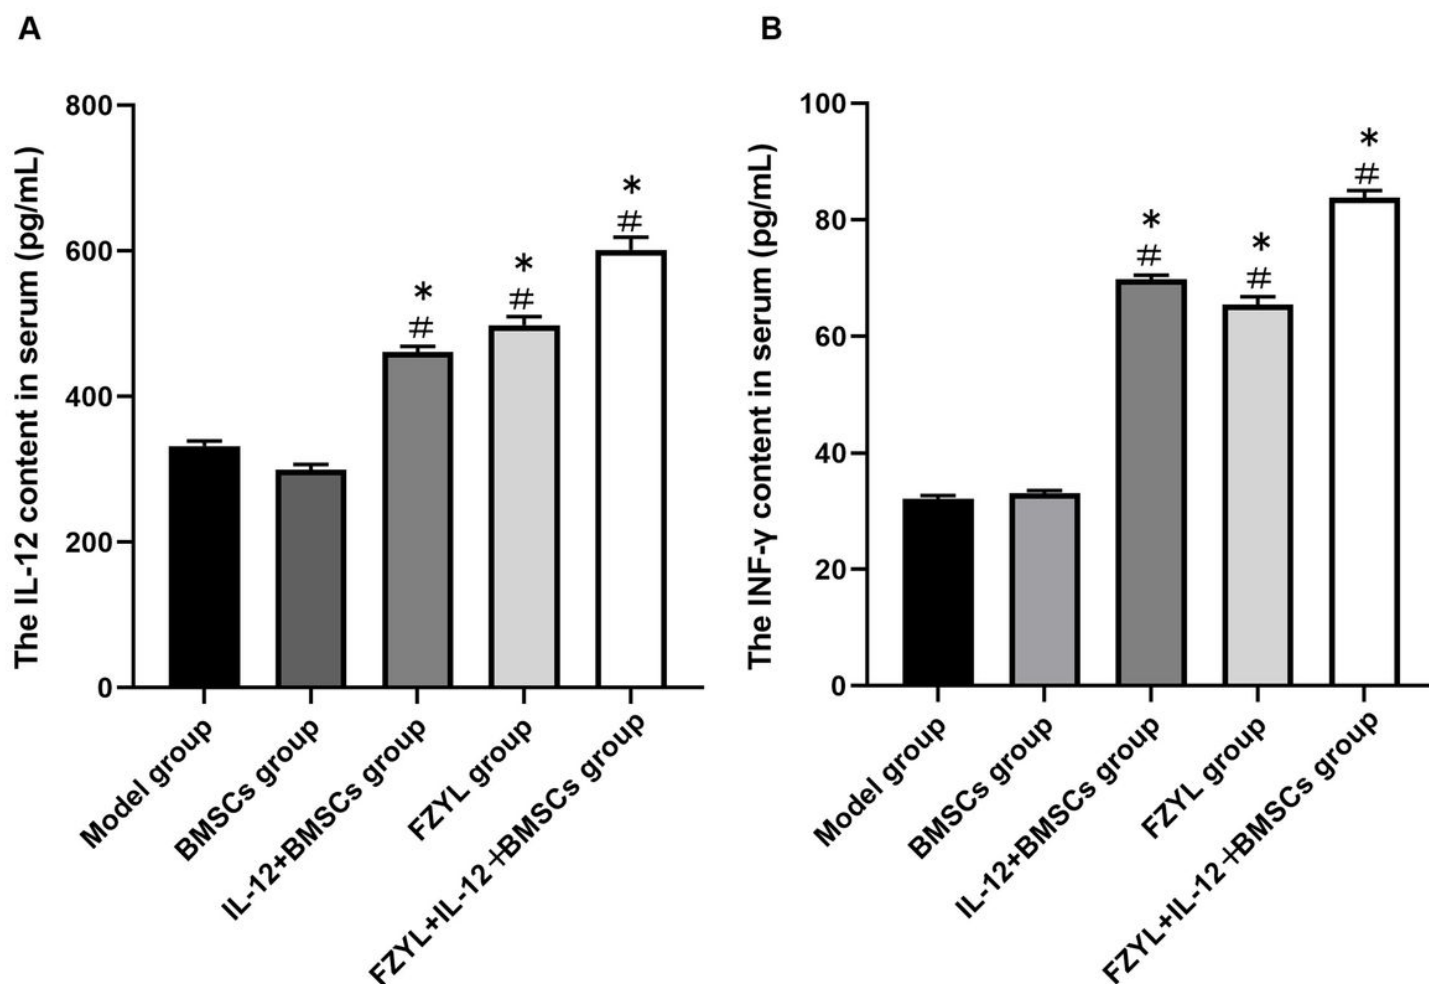 A
The IL-12 content in serum (pg/mL)
800
600
400
200
0
*
#
*
#
*
#
Model group
BMSCs group
IL-12+BMSCs group
FZYL group
FZYL+IL-12+BMSCs group
B
The INF-γ content in serum (pg/mL)
100
80
60
40
20
0
*
#
*
#
*
#
Model group
BMSCs group
IL-12+BMSCs group
FZYL group
FZYL+IL-12+BMSCs group